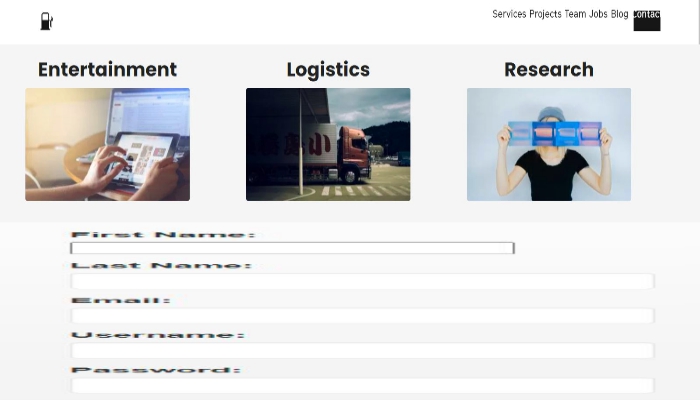 Services Projects Team Jobs Blog Contact
Entertainment Logistics Research
First Name:
Last Name:
Email:
Username:
Password: